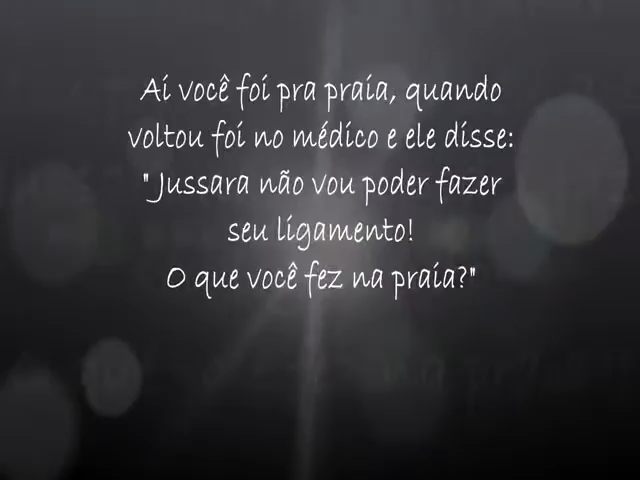 Ai você foi pra praia, quando
voltou foi no médico e ele disse:
" Jussara não vou poder fazer
seu ligamento!
O que você fez na praia?"